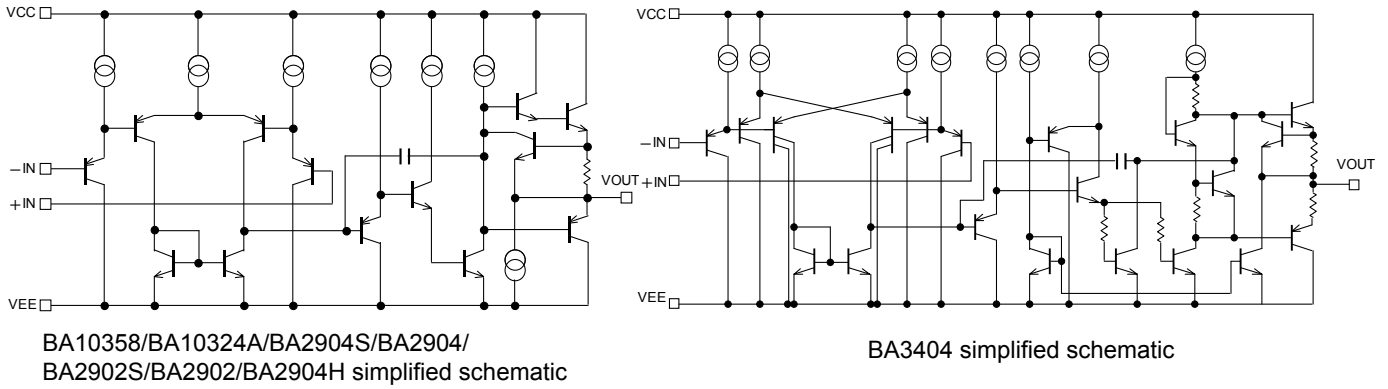 VCC
−IN
+IN
VOUT
VEE
BA10358/BA10324A/BA2904S/BA2904/
BA2902S/BA2902/BA2904H simplified schematic
VCC
−IN
+IN
VOUT
VEE
BA3404 simplified schematic